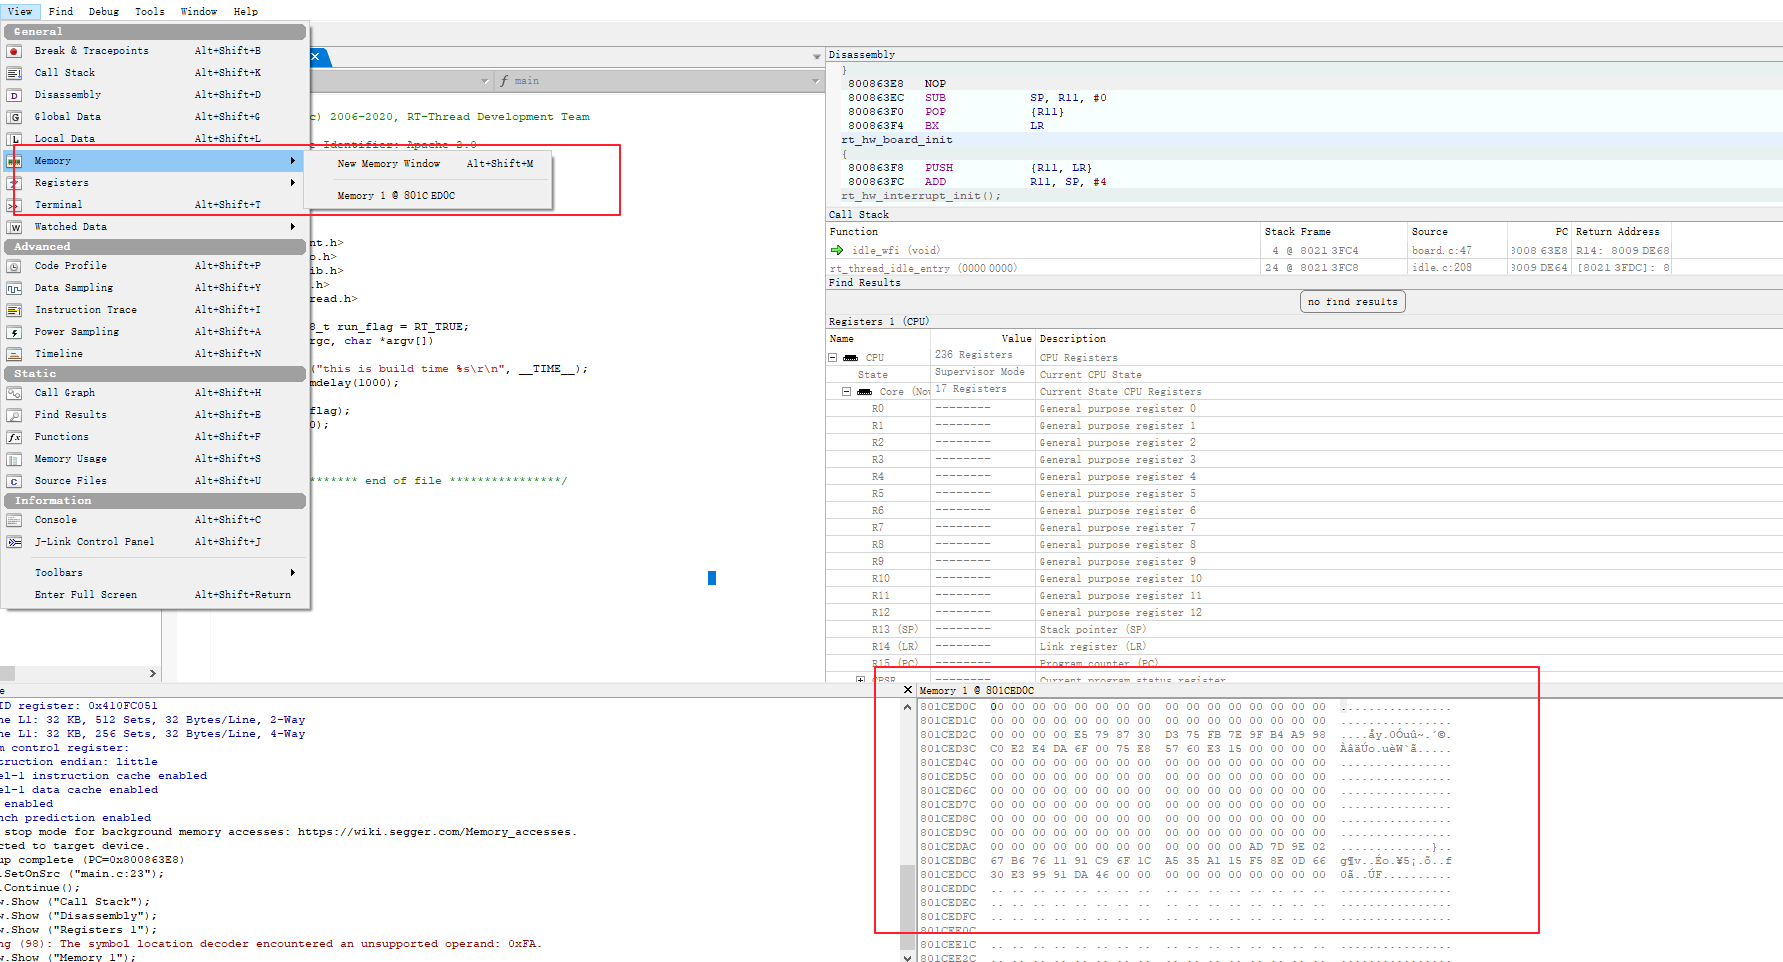 View Find Debug Tools Window Help
General
Break & Tracepoints Alt+Shift+B
Call Stack Alt+Shift+K
Disassembly Alt+Shift+D
Global Data Alt+Shift+G
Local Data Alt+Shift+L
Memory
Registers
Terminal Alt+Shift+T
Watched Data
Advanced
Code Profile Alt+Shift+P
Data Sampling Alt+Shift+Y
Instruction Trace Alt+Shift+I
Power Sampling Alt+Shift+A
Timeline Alt+Shift+N
Static
Call Graph Alt+Shift+H
Find Results Alt+Shift+E
Functions Alt+Shift+F
Memory Usage Alt+Shift+S
Source Files Alt+Shift+U
Information
Console Alt+Shift+C
J-Link Control Panel Alt+Shift+J
Toolbars
Enter Full Screen Alt+Shift+Return
New Memory Window Alt+Shift+M
Memory 1 @ 801C ED0C
f main
c) 2006-2020, RT-Thread Development Team
e Identifier: Apache-2.0
nt.h>
o.h>
ib.h>
.h>
read.h>
8_t run_flag = RT_TRUE;
rgc, char *argv[])
("this is build time %s\r\n", __TIME__);
mdelay(1000);
flag);
0);
******* end of file ****************/
Disassembly
}
800863E8 NOP
800863EC SUB SP, R11, #0
800863F0 POP {R11}
800863F4 BX LR
rt_hw_board_init
{
800863F8 PUSH {R11, LR}
800863FC ADD R11, SP, #4
rt_hw_interrupt_init();
Call Stack
Function Stack Frame Source PC Return Address
idle_wfi (void) 4 @ 8021 3FC4 board.c:47 8008 63E8 R14: 8009 DE68
rt_thread_idle_entry (0000 0000) 24 @ 8021 3FC8 idle.c:208 8009 DE64 [8021 3FDC]: 8
Find Results
no find results
Registers 1 (CPU)
Name Value Description
CPU 236 Registers CPU Registers
State Supervisor Mode Current CPU State
Core (Nov 17 Registers Current State CPU Registers
R0 -------- General purpose register 0
R1 -------- General purpose register 1
R2 -------- General purpose register 2
R3 -------- General purpose register 3
R4 -------- General purpose register 4
R5 -------- General purpose register 5
R6 -------- General purpose register 6
R7 -------- General purpose register 7
R8 -------- General purpose register 8
R9 -------- General purpose register 9
R10 -------- General purpose register 10
R11 -------- General purpose register 11
R12 -------- General purpose register 12
R13 (SP) -------- Stack pointer (SP)
R14 (LR) -------- Link register (LR)
R15 (PC) -------- Program counter (PC)
CPSR Current program status register
e
ID register: 0x410FC051
he L1: 32 KB, 512 Sets, 32 Bytes/Line, 2-Way
he L1: 32 KB, 256 Sets, 32 Bytes/Line, 4-Way
m control register:
nstruction endian: little
el-1 instruction cache enabled
el-1 data cache enabled
enabled
nch prediction enabled
stop mode for background memory accesses: https://wiki.segger.com/Memory_accesses.
cted to target device.
up complete (PC=0x800863E8)
.SetOnSrc ("main.c:23");
.Continue();
w.Show ("Call Stack");
w.Show ("Disassembly");
w.Show ("Registers 1");
ng (98): The symbol location decoder encountered an unsupported operand: 0xFA.
w.Show ("Memory 1");
Memory 1 @ 801CED0C
801CED0C 00 00 00 00 00 00 00 00 00 00 00 00 00 00 00 00 ................
801CED1C 00 00 00 00 00 00 00 00 00 00 00 00 00 00 00 00 ................
801CED2C 00 00 00 00 E5 79 87 30 D3 75 FB 7E 9F B4 A9 98 ....åy.0Óuû~.´©.
801CED3C C0 E2 E4 DA 6F 00 75 E8 57 60 E3 15 00 00 00 00 ÀâäÚo.uèW`ã.....
801CED4C 00 00 00 00 00 00 00 00 00 00 00 00 00 00 00 00 ................
801CED5C 00 00 00 00 00 00 00 00 00 00 00 00 00 00 00 00 ................
801CED6C 00 00 00 00 00 00 00 00 00 00 00 00 00 00 00 00 ................
801CED7C 00 00 00 00 00 00 00 00 00 00 00 00 00 00 00 00 ................
801CED8C 00 00 00 00 00 00 00 00 00 00 00 00 00 00 00 00 ................
801CED9C 00 00 00 00 00 00 00 00 00 00 00 00 00 00 00 00 ................
801CEDAC 00 00 00 00 00 00 00 00 00 00 00 00 AD 7D 9E 02 .............}..
801CEDBC 67 B6 76 11 91 C9 6F 1C A5 35 A1 15 F5 8E 0D 66 g¶v..Éo.¥5¡.õ..f
801CEDCC 30 E3 99 91 DA 46 00 00 00 00 00 00 00 00 00 00 0ã..ÚF..........
801CEDDC .. .. .. .. .. .. .. .. .. .. .. .. .. .. .. .. ................
801CEDEC .. .. .. .. .. .. .. .. .. .. .. .. .. .. .. .. ................
801CEDFC .. .. .. .. .. .. .. .. .. .. .. .. .. .. .. .. ................
801CEE0C
801CEE1C .. .. .. .. .. .. .. .. .. .. .. .. .. .. .. .. ................
801CEE2C .. .. .. .. .. .. .. .. .. .. .. .. .. .. .. .. ................